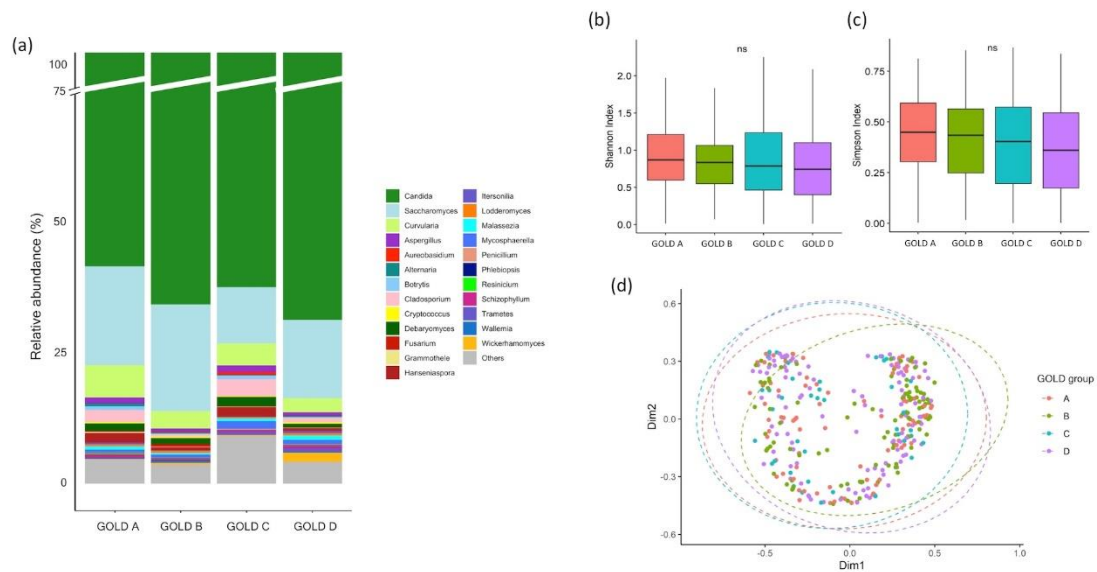 (a)
100
75
50
25
0
Relative abundance (%)
GOLD A GOLD B GOLD C GOLD D
Candida
Saccharomyces
Curvularia
Aspergillus
Aureobasidium
Alternaria
Botrytis
Cladosporium
Cryptococcus
Debaryomyces
Fusarium
Grammothele
Hanseniaspora
Itersonilia
Lodderomyces
Malassezia
Mycosphaerella
Penicillium
Phlebiopsis
Resinicium
Schizophyllum
Trametes
Wallemia
Wickerhamomyces
Others
(b)
ns
2.0
1.5
1.0
0.5
0.0
Shannon Index
GOLD A GOLD B GOLD C GOLD D
(c)
ns
0.75
0.50
0.25
0.00
Simpson Index
GOLD A GOLD B GOLD C GOLD D
(d)
0.6
0.3
0.0
-0.3
-0.6
Dim2
-0.5 0.0 0.5 1.0
Dim1
GOLD group
A
B
C
D